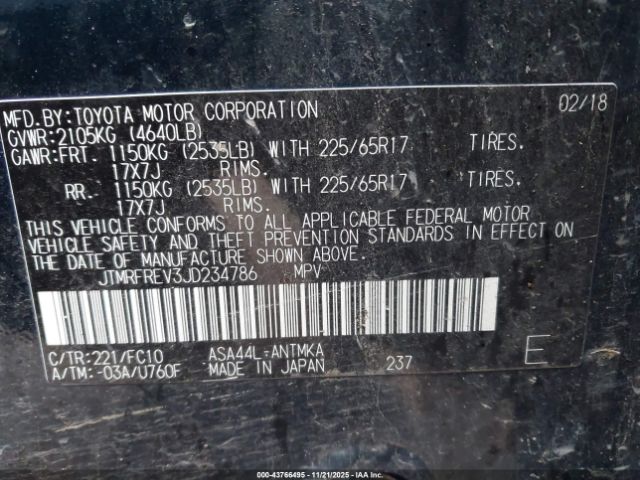 MFD.BY:TOYOTA MOTOR CORPORATION 02/18
GVWR:2105KG (4640LB)
GAWR:FRT. 1150KG (2535LB) WITH 225/65R17 TIRES.
17X7J RIMS.
RR. 1150KG (2535LB) WITH 225/65R17 TIRES.
17X7J RIMS.
THIS VEHICLE CONFORMS TO ALL APPLICABLE FEDERAL MOTOR
VEHICLE SAFETY AND THEFT PREVENTION STANDARDS IN EFFECT ON
THE DATE OF MANUFACTURE SHOWN ABOVE.
JTMRFREV3JD234786 MPV
C/TR:221/FC10 ASA44L-ANTMKA
A/TM:-03A/U760F MADE IN JAPAN 237 E
000-43766495 - 11/21/2025 - IAAI.COM